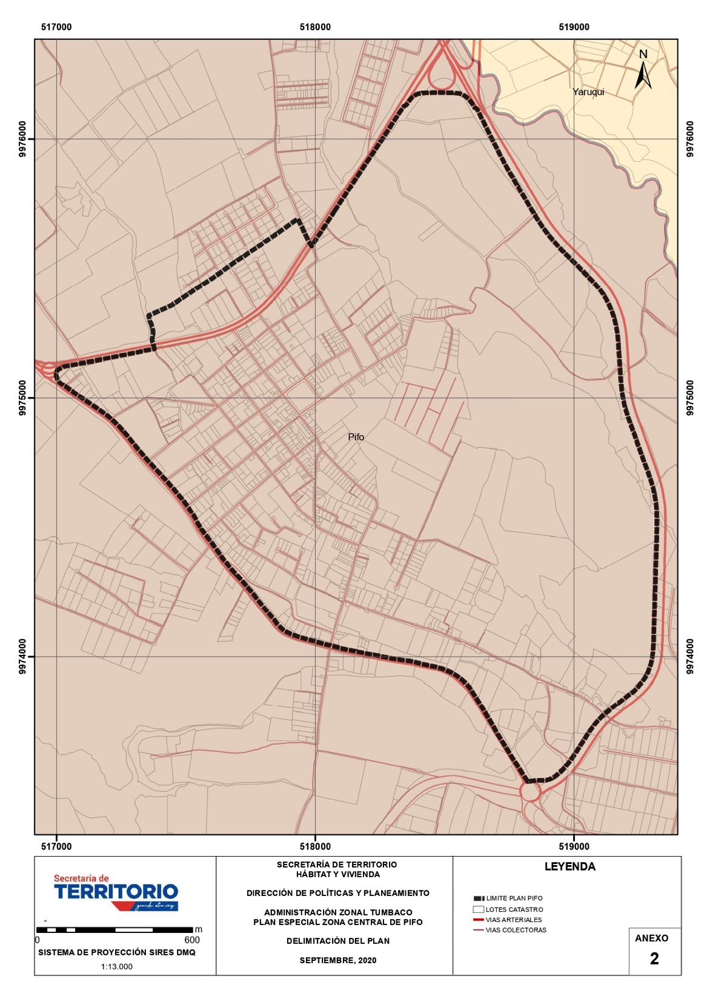 517000
518000
519000
N
Yaruqui
9976000
9976000
9975000
9975000
Pifo
9974000
9974000
517000
518000
519000
Secretaría de
TERRITORIO
grande otra vez
m
0
600
SISTEMA DE PROYECCIÓN SIRES DMQ
1:13.000
SECRETARÍA DE TERRITORIO
HÁBITAT Y VIVIENDA
DIRECCIÓN DE POLÍTICAS Y PLANEAMIENTO
ADMINISTRACIÓN ZONAL TUMBACO
PLAN ESPECIAL ZONA CENTRAL DE PIFO
DELIMITACIÓN DEL PLAN
SEPTIEMBRE, 2020
LEYENDA
LIMITE PLAN PIFO
LOTES CATASTRO
VIAS ARTERIALES
VIAS COLECTORAS
ANEXO
2